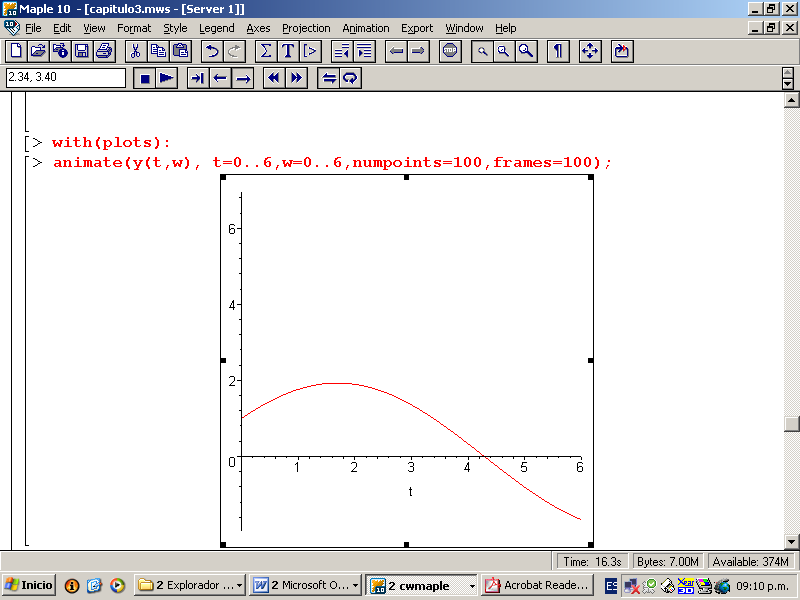 Maple 10 - [capitulo3.mws - [Server 1]]
File Edit View Format Style Legend Axes Projection Animation Export Window Help
2.34, 3.40
> with(plots):
> animate(y(t,w), t=0..6,w=0..6,numpoints=100,frames=100);
6
4
2
0
1 2 3 4 5 6
t
Time: 16.3s Bytes: 7.00M Available: 374M
Inicio 2 Explorador ... 2 Microsoft O... 2 cwmaple Acrobat Reade... ES 09:10 p.m.